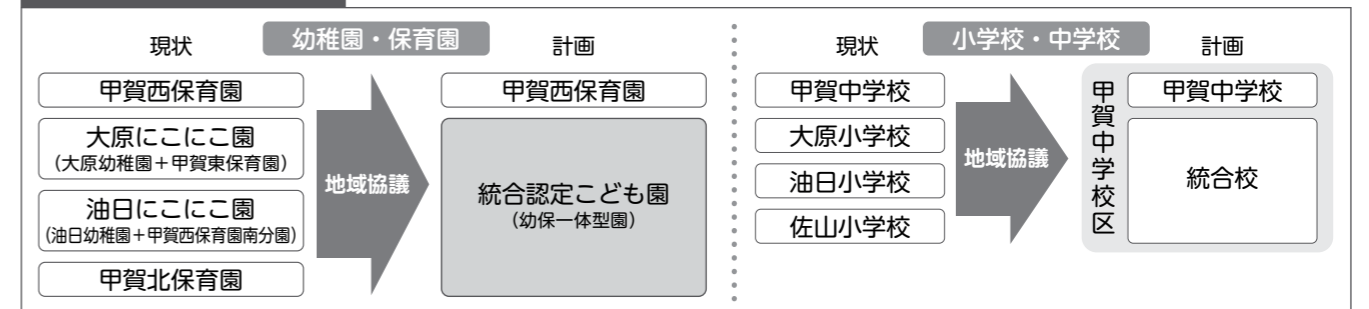 幼稚園・保育園
現状
計画
甲賀西保育園
大原にこにこ園
（大原幼稚園＋甲賀東保育園）
油日にこにこ園
（油日幼稚園＋甲賀西保育園南分園）
甲賀北保育園
地域協議
甲賀西保育園
統合認定こども園
（幼保一体型園）
小学校・中学校
現状
計画
甲賀中学校
大原小学校
油日小学校
佐山小学校
地域協議
甲賀中学校区
甲賀中学校
統合校